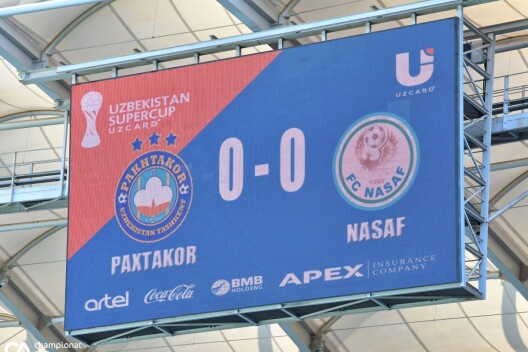 UZBEKISTAN
SUPERCUP
UZCARD
UZCARD
0-0
PAKHTAKOR
UZBEKISTAN TASHKENT
FC NASAF
PAXTAKOR
NASAF
artel
Coca-Cola
BMB
HOLDING
APEX
INSURANCE
COMPANY
championat